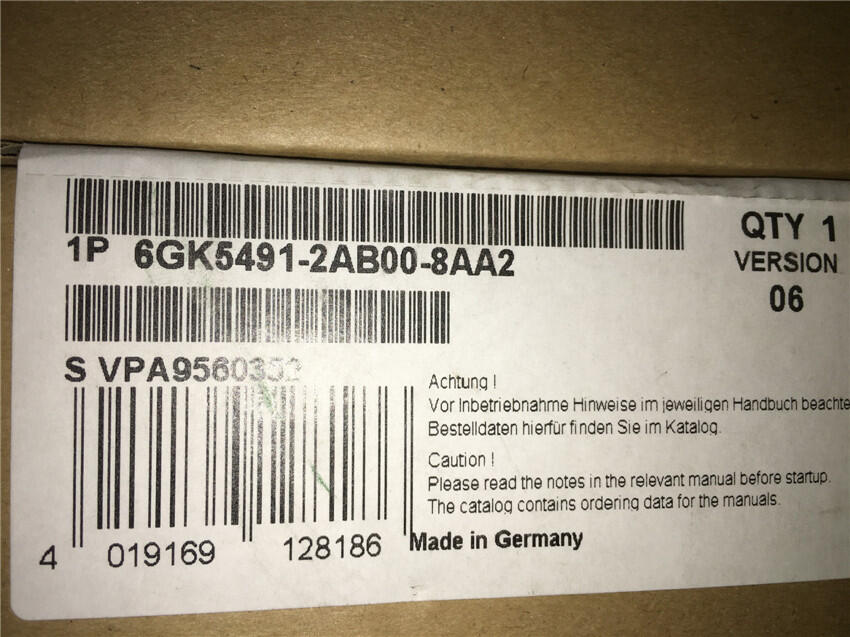 1P 6GK5491-2AB00-8AA2
QTY 1
VERSION
06
S VPA9560352
Achtung !
Vor Inbetriebnahme Hinweise im jeweiligen Handbuch beachte
Bestelldaten hierfür finden Sie im Katalog.
Caution !
Please read the notes in the relevant manual before startup.
The catalog contains ordering data for the manuals.
Made in Germany
4 019169 128186